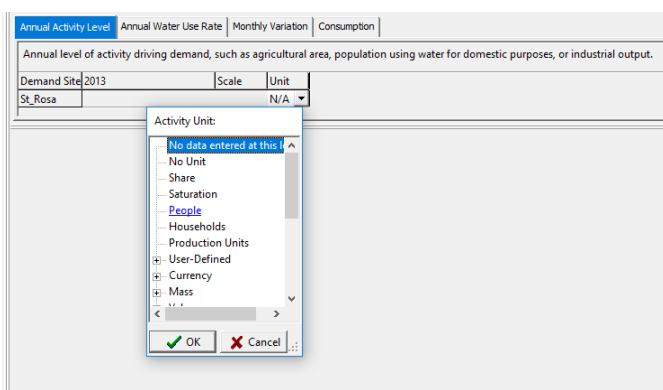 Annual Activity Level Annual Water Use Rate Monthly Variation Consumption
Annual level of activity driving demand, such as agricultural area, population using water for domestic purposes, or industrial output.
Demand Site 2013 Scale Unit
St_Rosa N/A
Activity Unit:
No data entered at this
No Unit
Share
Saturation
People
Households
Production Units
User-Defined
Currency
Mass
OK Cancel